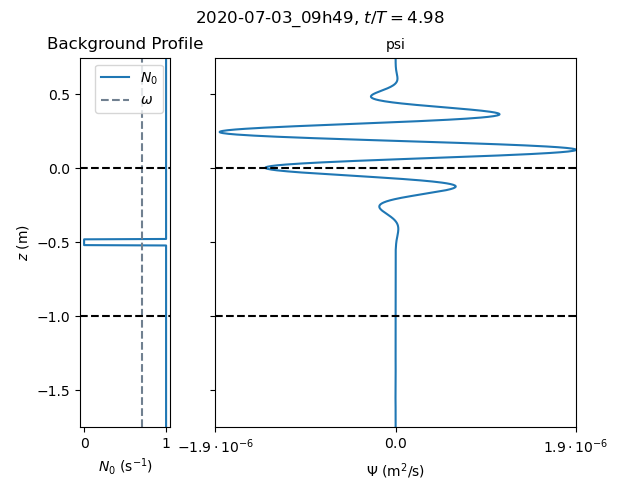 2020-07-03_09h49, t/T = 4.98
Background Profile
psi
N₀
ω
0.5
0.0
−0.5
−1.0
−1.5
z (m)
0 1
N₀ (s⁻¹)
−1.9 · 10⁻⁶ 0.0 1.9 · 10⁻⁶
Ψ (m²/s)